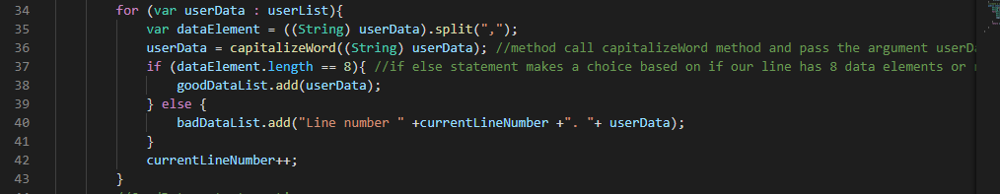 34 for (var userData : userList){
35 var dataElement = ((String) userData).split(",");
36 userData = capitalizeWord((String) userData); //method call capitalizeWord method and pass the argument
37 if (dataElement.length == 8){ //if else statement makes a choice based on if our line has 8 data elements or
38 goodDataList.add(userData);
39 } else {
40 badDataList.add("Line number " +currentLineNumber +". "+ userData);
41 }
42 currentLineNumber++;
43 }